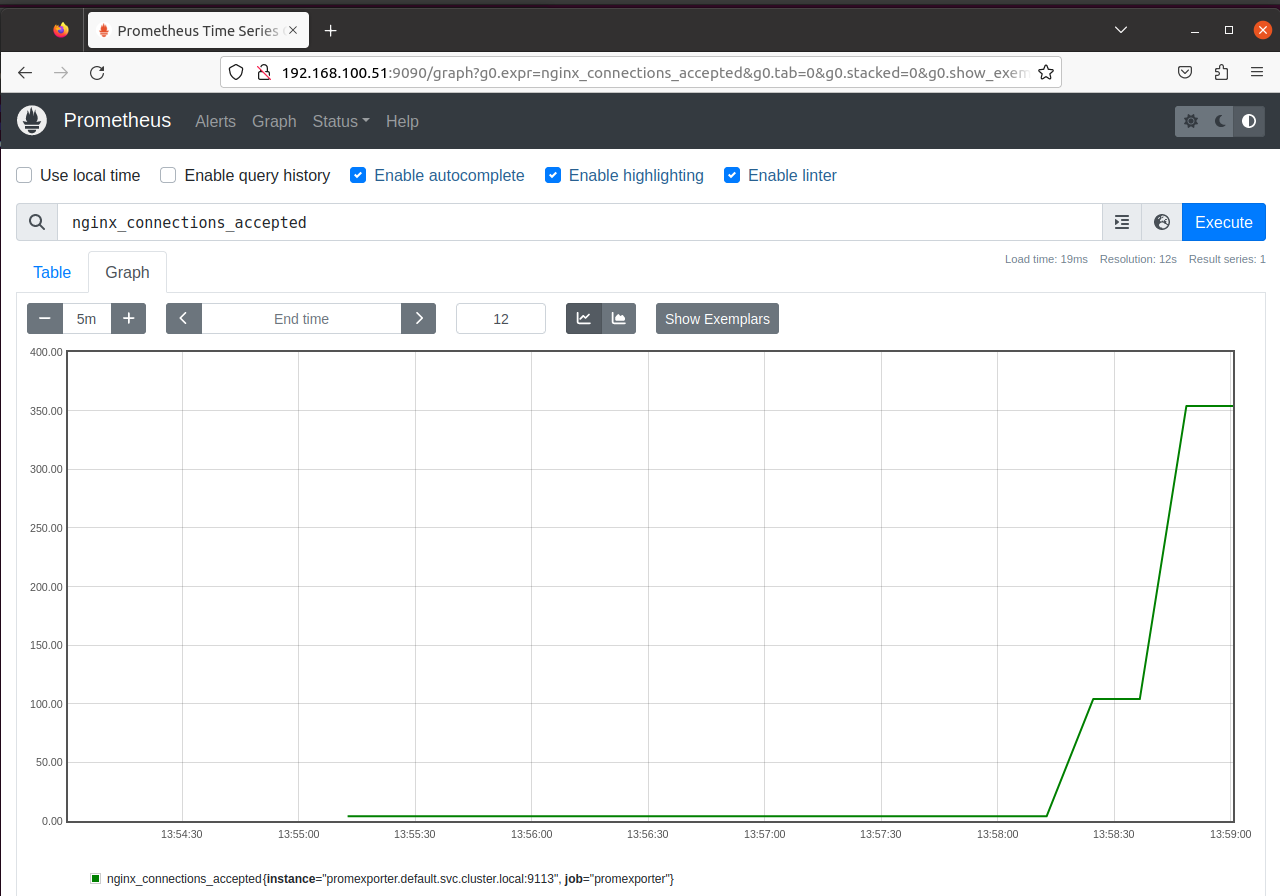 Prometheus Time Series
192.168.100.51:9090/graph?g0.expr=nginx_connections_accepted&g0.tab=0&g0.stacked=0&g0.show_exem
Prometheus Alerts Graph Status Help
Use local time Enable query history Enable autocomplete Enable highlighting Enable linter
nginx_connections_accepted Execute
Table Graph Load time: 19ms Resolution: 12s Result series: 1
5m End time 12 Show Exemplars
400.00
350.00
300.00
250.00
200.00
150.00
100.00
50.00
0.00
13:54:30 13:55:00 13:55:30 13:56:00 13:56:30 13:57:00 13:57:30 13:58:00 13:58:30 13:59:00
nginx_connections_accepted{instance="promexporter.default.svc.cluster.local:9113", job="promexporter"}